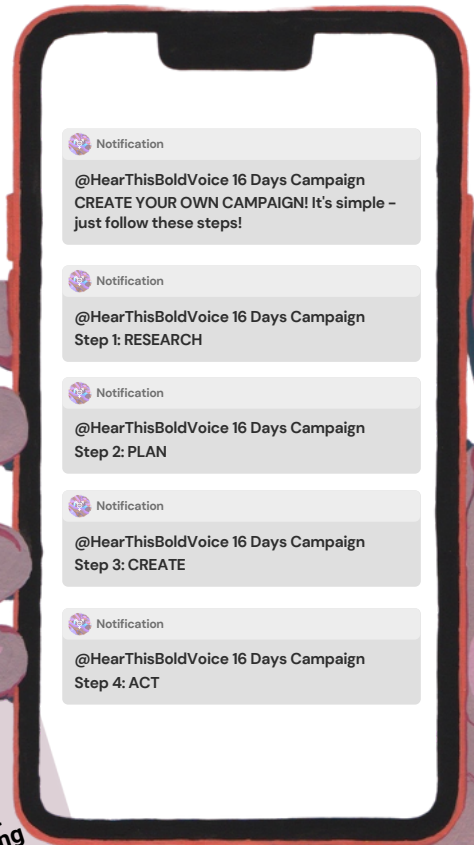 Notification
@HearThisBoldVoice 16 Days Campaign
CREATE YOUR OWN CAMPAIGN! It's simple -
just follow these steps!
Notification
@HearThisBoldVoice 16 Days Campaign
Step 1: RESEARCH
Notification
@HearThisBoldVoice 16 Days Campaign
Step 2: PLAN
Notification
@HearThisBoldVoice 16 Days Campaign
Step 3: CREATE
Notification
@HearThisBoldVoice 16 Days Campaign
Step 4: ACT